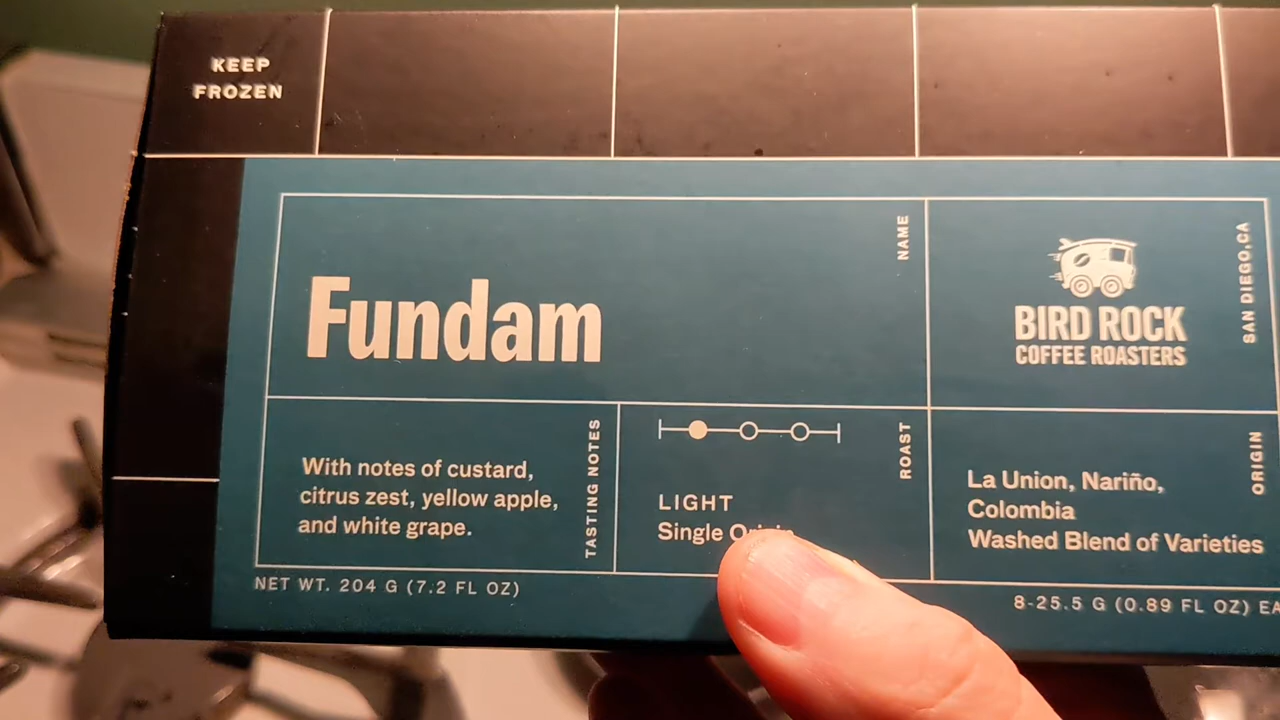 KEEP
FROZEN
NAME
Fundam
BIRD ROCK
COFFEE ROASTERS
SAN DIEGO, CA
With notes of custard,
citrus zest, yellow apple,
and white grape.
TASTING NOTES
LIGHT
Single
ROAST
La Union, Nariño,
Colombia
Washed Blend of Varieties
ORIGIN
NET WT. 204 G (7.2 FL OZ)
8-25.5 G (0.89 FL OZ)